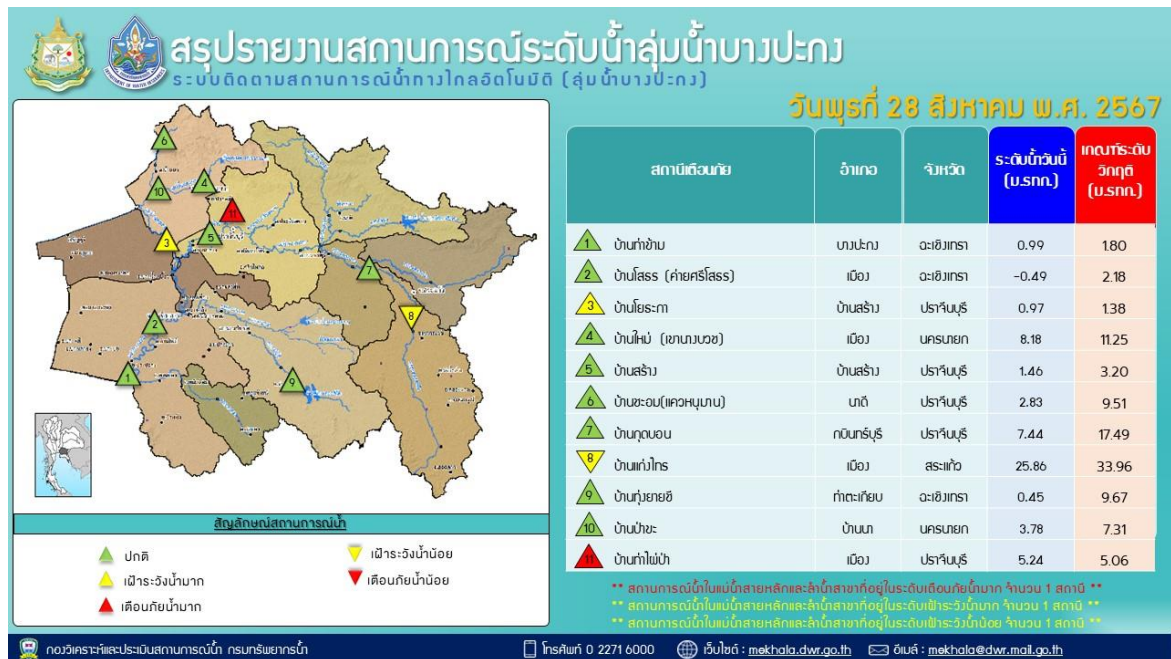 สรุปรายงานสถานการณ์ระดับน้ำลุ่มน้ำบางปะกง
ระบบติดตามสถานการณ์น้ำทางไกลอัตโนมัติ (ลุ่มน้ำบางปะกง)
วันพุธที่ 28 สิงหาคม พ.ศ. 2567
สถานีเตือนภัย อำเภอ จังหวัด ระดับน้ำวันนี้ (ม.รทก.) เกณฑ์ระดับวิกฤติ (ม.รทก.)
1 บ้านท่าข้าม บางปะกง ฉะเชิงเทรา 0.99 1.80
2 บ้านโสธร (ค่ายศรีโสธร) เมือง ฉะเชิงเทรา -0.49 2.18
3 บ้านโยธะกา บ้านสร้าง ปราจีนบุรี 0.97 1.38
4 บ้านใหม่ (เขานางบวช) เมือง นครนายก 8.18 11.25
5 บ้านสร้าง บ้านสร้าง ปราจีนบุรี 1.46 3.20
6 บ้านซะอม(แควหนุมาน) นาดี ปราจีนบุรี 2.83 9.51
7 บ้านกุดบอน กบินทร์บุรี ปราจีนบุรี 7.44 17.49
8 บ้านแก่งไทร เมือง สระแก้ว 25.86 33.96
9 บ้านทุ่งยายชี ท่าตะเกียบ ฉะเชิงเทรา 0.45 9.67
10 บ้านป่าขะ บ้านนา นครนายก 3.78 7.31
11 บ้านท่าไผ่ป่า เมือง ปราจีนบุรี 5.24 5.06
** สถานการณ์น้ำในแม่น้ำสายหลักและลำน้ำสาขาที่อยู่ในระดับเตือนภัยน้ำมาก จำนวน 1 สถานี **
** สถานการณ์น้ำในแม่น้ำสายหลักและลำน้ำสาขาที่อยู่ในระดับเฝ้าระวังน้ำมาก จำนวน 1 สถานี **
** สถานการณ์น้ำในแม่น้ำสายหลักและลำน้ำสาขาที่อยู่ในระดับเฝ้าระวังน้ำน้อย จำนวน 1 สถานี **
6
10
4
11
3
5
7
8
2
1
9
สัญลักษณ์สถานการณ์น้ำ
ปกติ
เฝ้าระวังน้ำมาก
เตือนภัยน้ำมาก
เฝ้าระวังน้ำน้อย
เตือนภัยน้ำน้อย
กองวิเคราะห์และประเมินสถานการณ์น้ำ กรมทรัพยากรน้ำ โทรศัพท์ 0 2271 6000 เว็บไซต์ : mekhala.dwr.go.th อีเมล์ : mekhala@dwr.mail.go.th